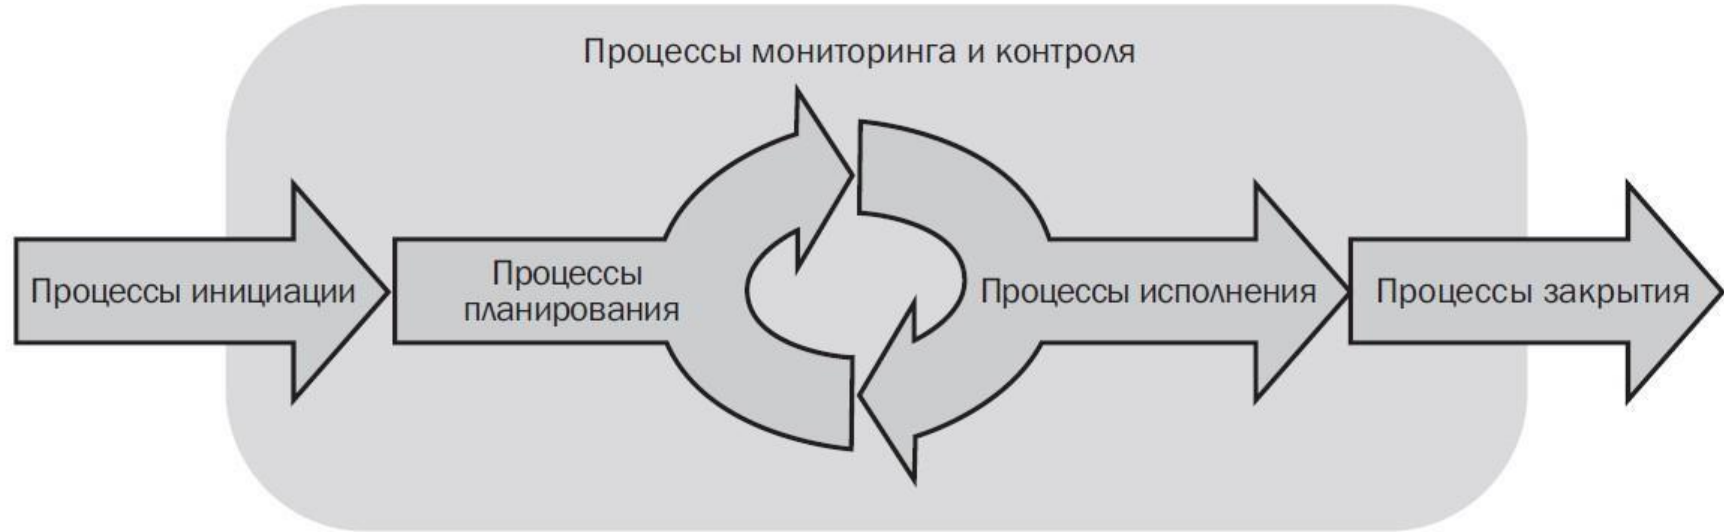 Процессы мониторинга и контроля
Процессы инициации
Процессы
планирования
Процессы исполнения
Процессы закрытия